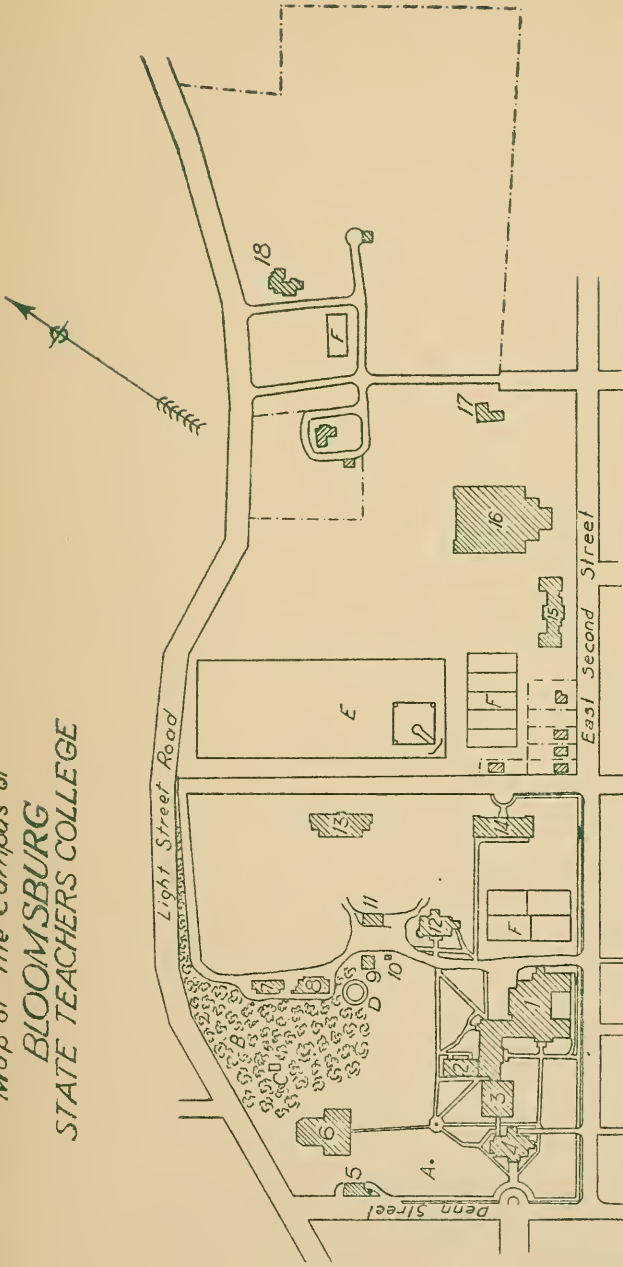 Map of The Campus of
BLOOMSBURG
STATE TEACHERS COLLEGE
Light Street Road
East Second Street
Penn Street
18
F
17
16
15
E
F
13
14
11
12
F
7
8
9
10
B
C
D
1
2
3
4
6
5
A.